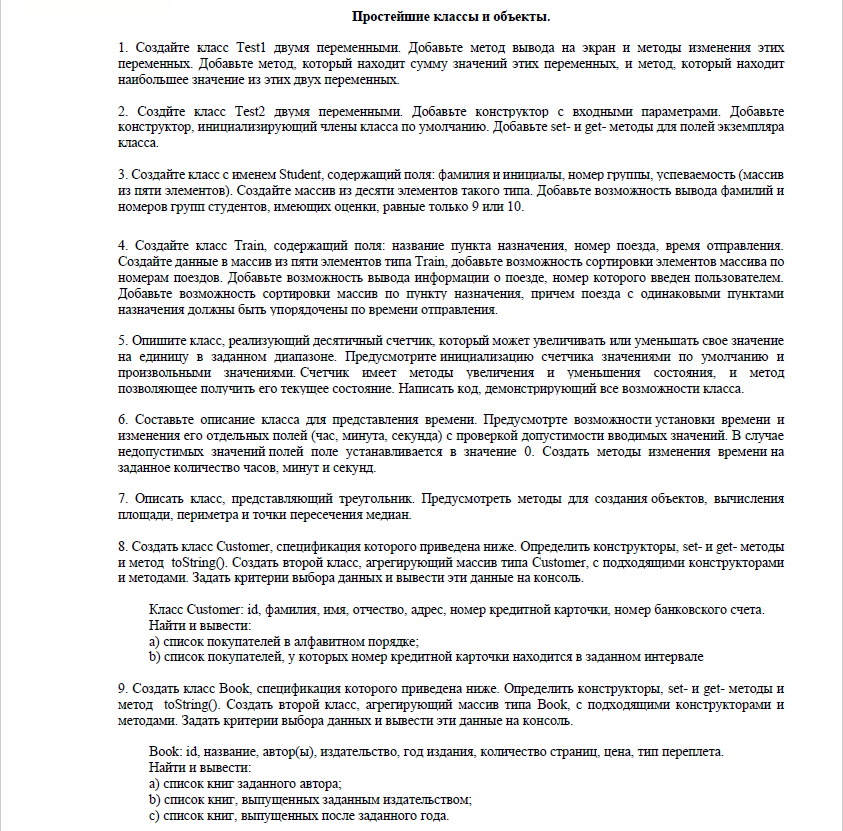 Простейшие классы и объекты.
1. Создайте класс Test1 двумя переменными. Добавьте метод вывода на экран и методы изменения этих
переменных. Добавьте метод, который находит сумму значений этих переменных, и метод, который находит
наибольшее значение из этих двух переменных.
2. Создйте класс Test2 двумя переменными. Добавьте конструктор с входными параметрами. Добавьте
конструктор, инициализирующий члены класса по умолчанию. Добавьте set- и get- методы для полей экземпляра
класса.
3. Создайте класс с именем Student, содержащий поля: фамилия и инициалы, номер группы, успеваемость (массив
из пяти элементов). Создайте массив из десяти элементов такого типа. Добавьте возможность вывода фамилий и
номеров групп студентов, имеющих оценки, равные только 9 или 10.
4. Создайте класс Train, содержащий поля: название пункта назначения, номер поезда, время отправления.
Создайте данные в массив из пяти элементов типа Train, добавьте возможность сортировки элементов массива по
номерам поездов. Добавьте возможность вывода информации о поезде, номер которого введен пользователем.
Добавьте возможность сортировки массив по пункту назначения, причем поезда с одинаковыми пунктами
назначения должны быть упорядочены по времени отправления.
5. Опишите класс, реализующий десятичный счетчик, который может увеличивать или уменьшать свое значение
на единицу в заданном диапазоне. Предусмотрите инициализацию счетчика значениями по умолчанию и
произвольными значениями. Счетчик имеет методы увеличения и уменьшения состояния, и метод
позволяющее получить его текущее состояние. Написать код, демонстрирующий все возможности класса.
6. Составьте описание класса для представления времени. Предусмотрте возможности установки времени и
изменения его отдельных полей (час, минута, секунда) с проверкой допустимости вводимых значений. В случае
недопустимых значений полей поле устанавливается в значение 0. Создать методы изменения времени на
заданное количество часов, минут и секунд.
7. Описать класс, представляющий треугольник. Предусмотреть методы для создания объектов, вычисления
площади, периметра и точки пересечения медиан.
8. Создать класс Customer, спецификация которого приведена ниже. Определить конструкторы, set- и get- методы
и метод toString(). Создать второй класс, агрегирующий массив типа Customer, с подходящими конструкторами
и методами. Задать критерии выбора данных и вывести эти данные на консоль.
Класс Customer: id, фамилия, имя, отчество, адрес, номер кредитной карточки, номер банковского счета.
Найти и вывести:
a) список покупателей в алфавитном порядке;
b) список покупателей, у которых номер кредитной карточки находится в заданном интервале
9. Создать класс Book, спецификация которого приведена ниже. Определить конструкторы, set- и get- методы и
метод toString(). Создать второй класс, агрегирующий массив типа Book, с подходящими конструкторами и
методами. Задать критерии выбора данных и вывести эти данные на консоль.
Book: id, название, автор(ы), издательство, год издания, количество страниц, цена, тип переплета.
Найти и вывести:
a) список книг заданного автора;
b) список книг, выпущенных заданным издательством;
c) список книг, выпущенных после заданного года.